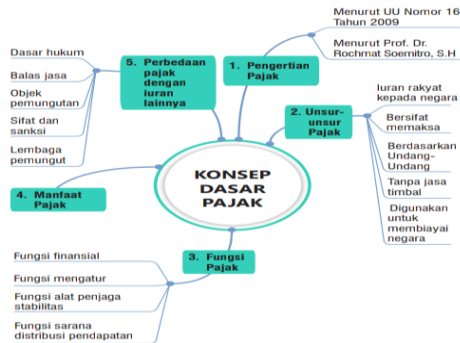 KONSEP
DASAR
PAJAK
1. Pengertian
Pajak
Menurut UU Nomor 16
Tahun 2009
Menurut Prof. Dr.
Rochmat Soemitro, S.H
2. Unsur-
unsur
Pajak
Iuran rakyat
kepada negara
Bersifat
memaksa
Berdasarkan
Undang-
Undang
Tanpa jasa
timbal
Digunakan
untuk
membiayai
negara
3. Fungsi
Pajak
Fungsi finansial
Fungsi mengatur
Fungsi alat penjaga
stabilitas
Fungsi sarana
distribusi pendapatan
4. Manfaat
Pajak
5. Perbedaan
pajak
dengan
iuran
lainnya
Dasar hukum
Balas jasa
Objek
pemungutan
Sifat dan
sanksi
Lembaga
pemungut